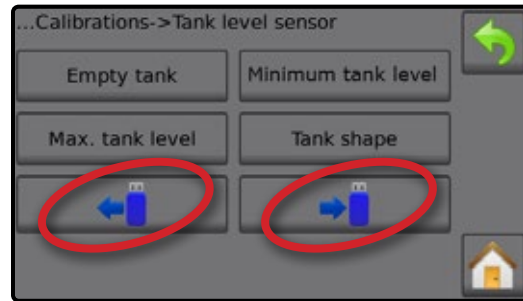 ...Calibrations->Tank level sensor
Empty tank
Minimum tank level
Max. tank level
Tank shape